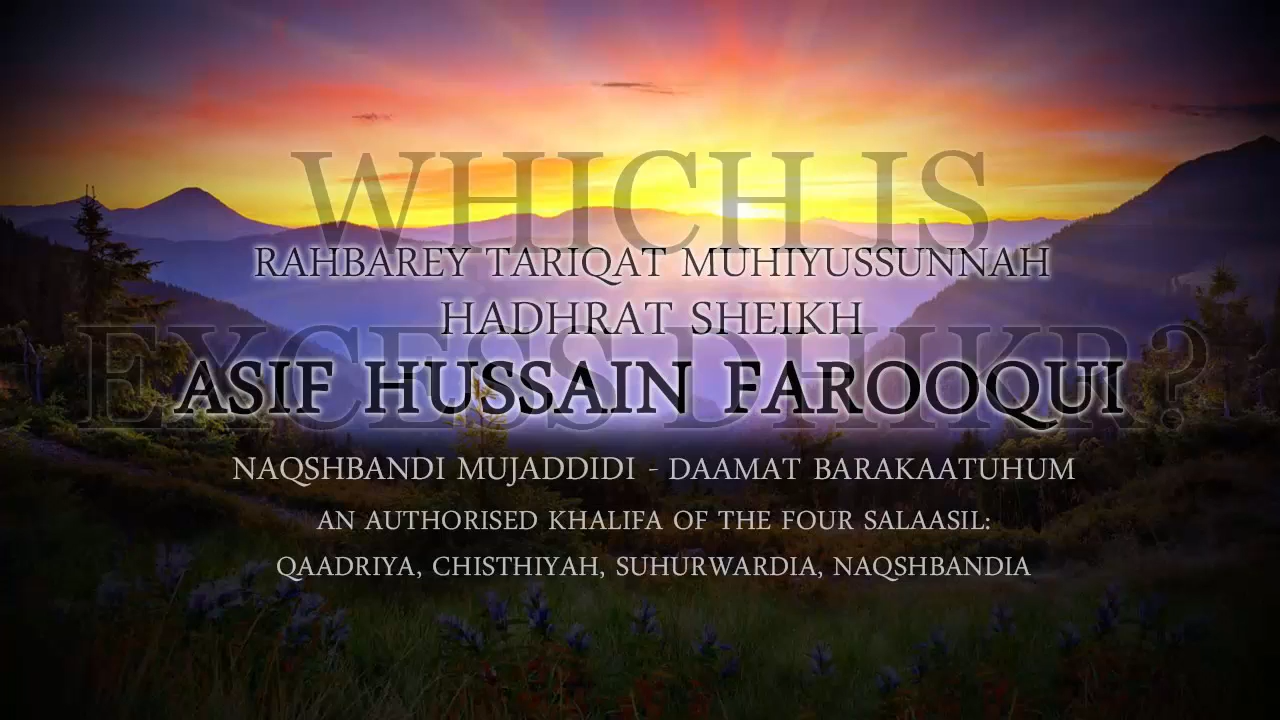 WHICH IS
RAHBAREY TARIQAT MUHIYUSSUNNAH
HADHRAT SHEIKH
EXCESS DHIKR?
ASIF HUSSAIN FAROOQUI
NAQSHBANDI MUJADDIDI - DAAMAT BARAKAATUHUM
AN AUTHORISED KHALIFA OF THE FOUR SALAASIL:
QAADRIYA, CHISTHIYAH, SUHURWARDIA, NAQSHBANDIA